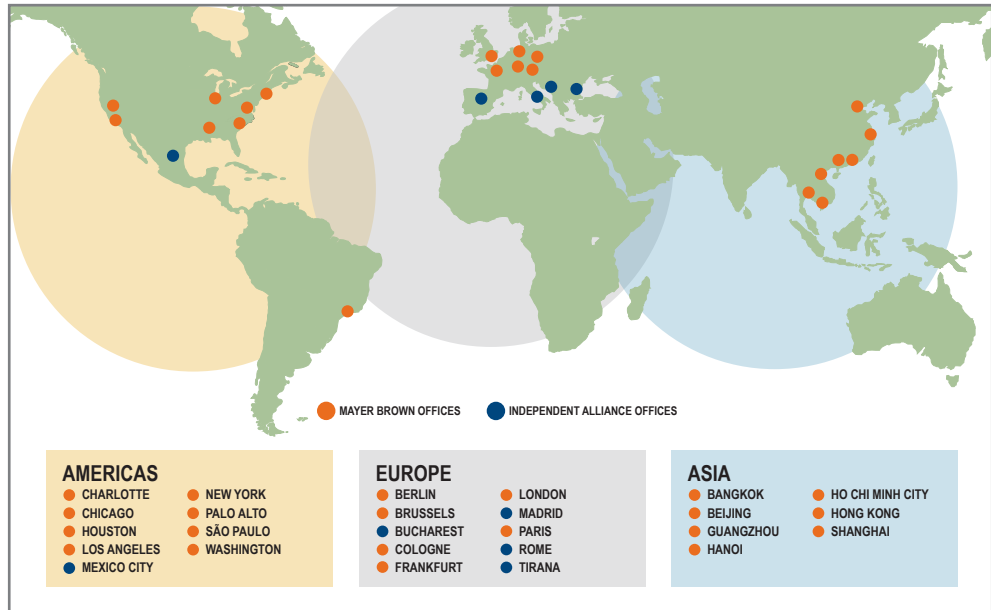 MAYER BROWN OFFICES
INDEPENDENT ALLIANCE OFFICES
AMERICAS
CHARLOTTE
CHICAGO
HOUSTON
LOS ANGELES
MEXICO CITY
NEW YORK
PALO ALTO
SÃO PAULO
WASHINGTON
EUROPE
BERLIN
BRUSSELS
BUCHAREST
COLOGNE
FRANKFURT
LONDON
MADRID
PARIS
ROME
TIRANA
ASIA
BANGKOK
BEIJING
GUANGZHOU
HANOI
HO CHI MINH CITY
HONG KONG
SHANGHAI